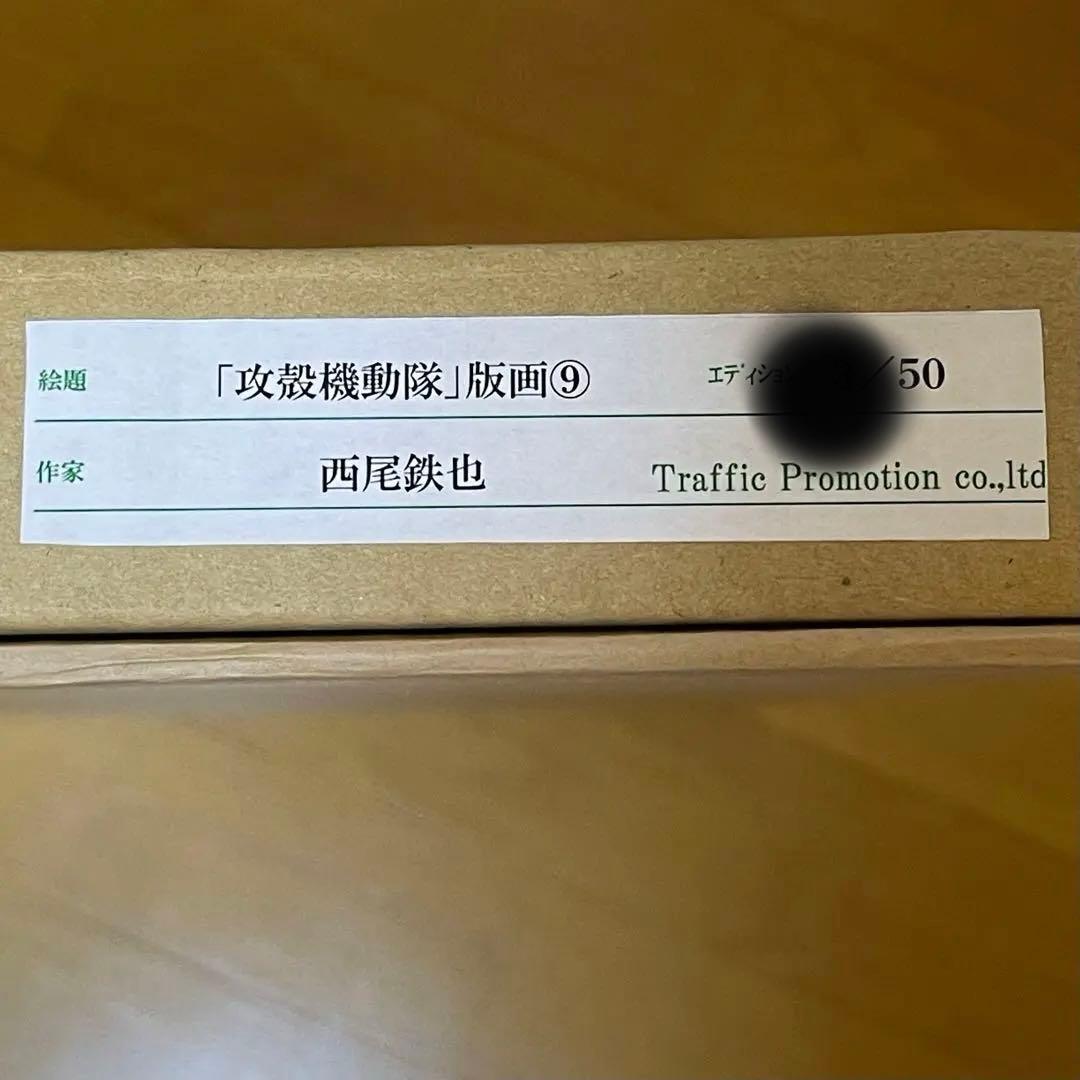 絵題 「攻殻機動隊」版画⑨ エディション /50
作家 西尾鉄也 Traffic Promotion co.,ltd